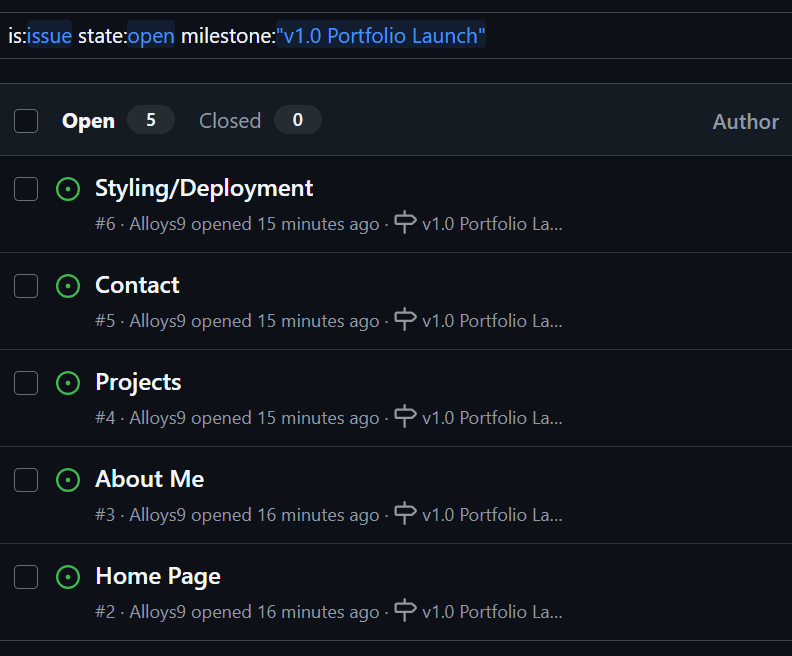 is:issue state:open milestone:"v1.0 Portfolio Launch"
Open 5 Closed 0 Author
Styling/Deployment
#6 · Alloys9 opened 15 minutes ago · v1.0 Portfolio La...
Contact
#5 · Alloys9 opened 15 minutes ago · v1.0 Portfolio La...
Projects
#4 · Alloys9 opened 15 minutes ago · v1.0 Portfolio La...
About Me
#3 · Alloys9 opened 16 minutes ago · v1.0 Portfolio La...
Home Page
#2 · Alloys9 opened 16 minutes ago · v1.0 Portfolio La...